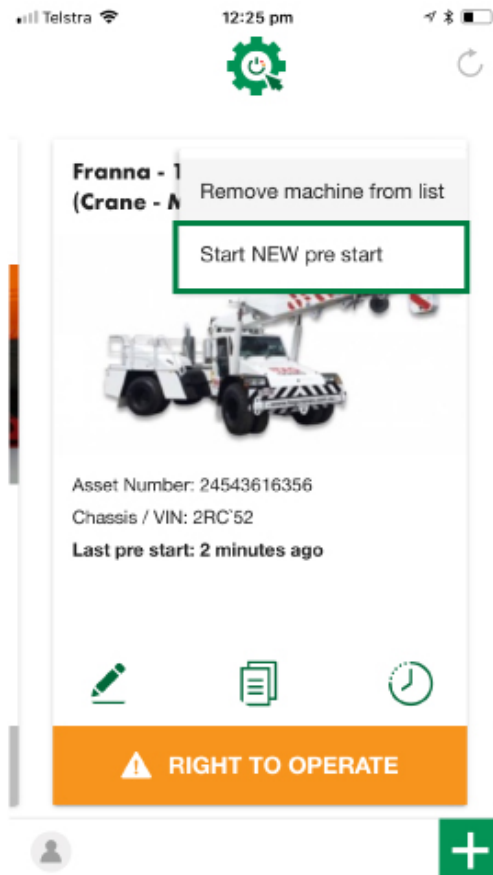 Telstra 12:25 pm
Franna -
(Crane -
Remove machine from list
Start NEW pre start
Asset Number: 24543616356
Chassis / VIN: 2RC`52
Last pre start: 2 minutes ago
RIGHT TO OPERATE